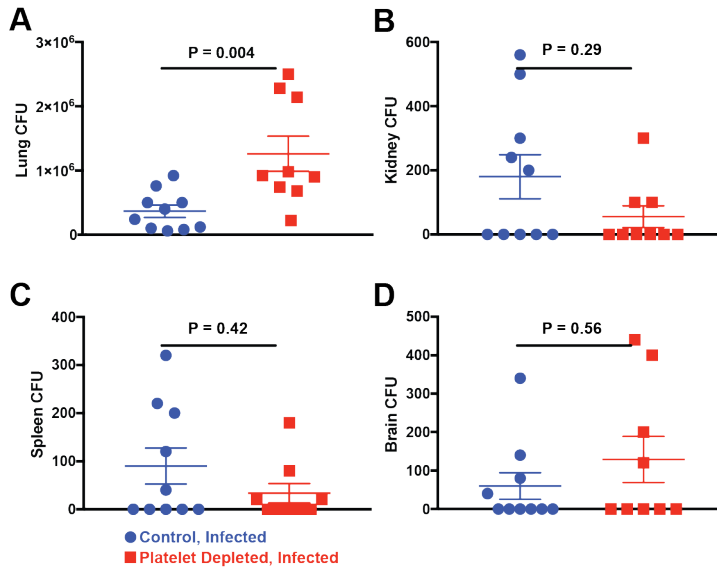 A
P = 0.004
Lung CFU
3×10⁶
2×10⁶
1×10⁶
0
B
P = 0.29
Kidney CFU
600
400
200
0
C
P = 0.42
Spleen CFU
400
300
200
100
0
D
P = 0.56
Brain CFU
500
400
300
200
100
0
Control, Infected
Platelet Depleted, Infected